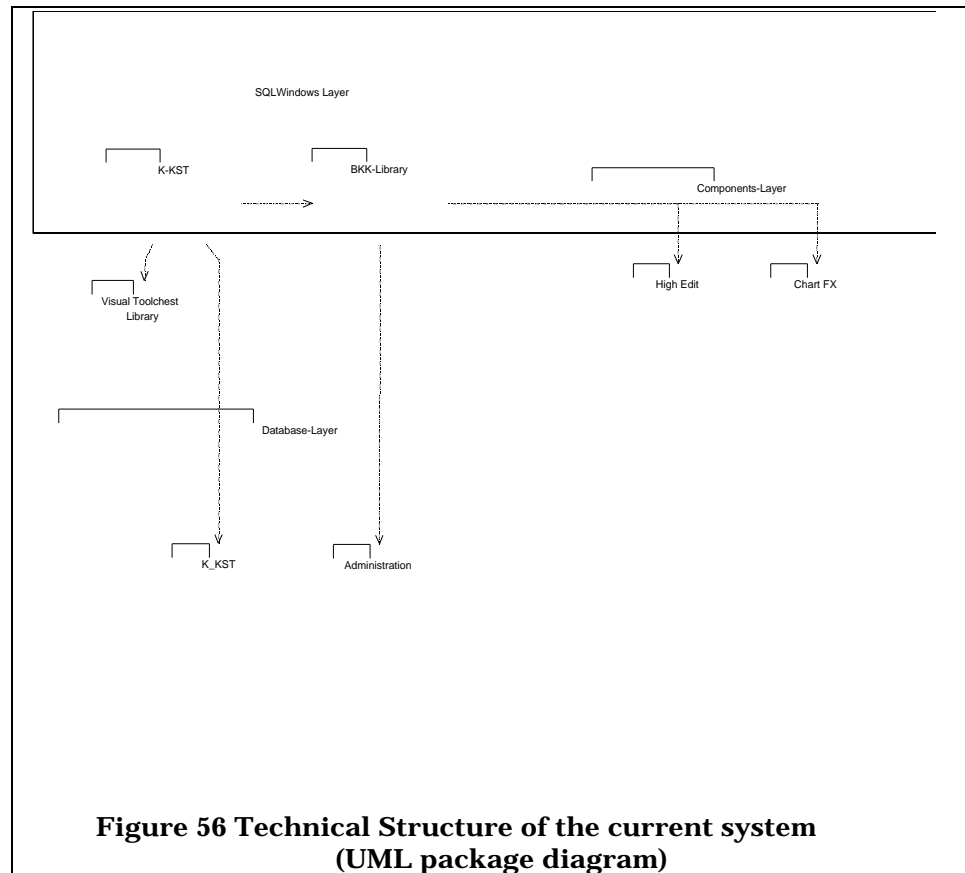 SQLWindows Layer
K-KST
BKK-Library
Components-Layer
Visual Toolchest
Library
High Edit
Chart FX
Database-Layer
K_KST
Administration
Figure 56 Technical Structure of the current system
(UML package diagram)